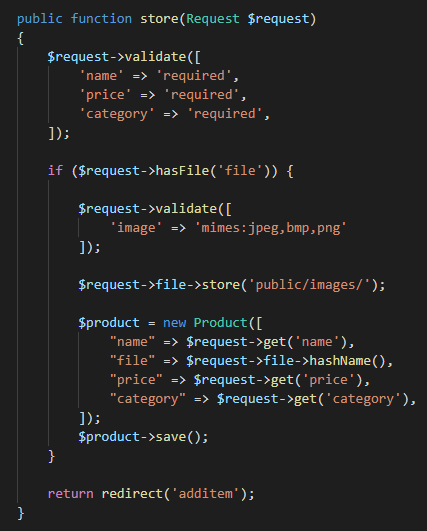 public function store(Request $request)
{
$request->validate([
'name' => 'required',
'price' => 'required',
'category' => 'required',
]);
if ($request->hasFile('file')) {
$request->validate([
'image' => 'mimes:jpeg,bmp,png'
]);
$request->file->store('public/images/');
$product = new Product([
"name" => $request->get('name'),
"file" => $request->file->hashName(),
"price" => $request->get('price'),
"category" => $request->get('category'),
]);
$product->save();
}
return redirect('additem');
}